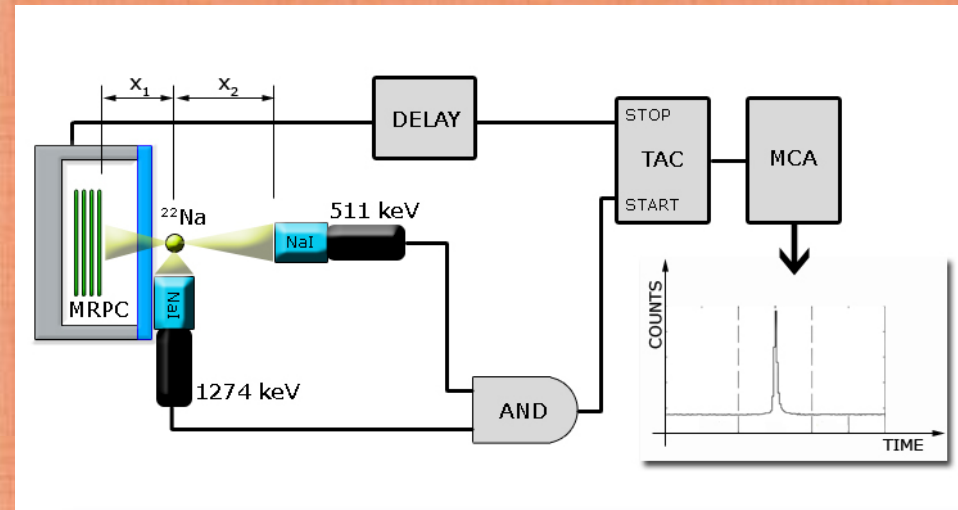 X₁
X₂
DELAY
STOP
TAC
START
MCA
²²Na
511 keV
NaI
MRPC
NaI
1274 keV
AND
COUNTS
TIME